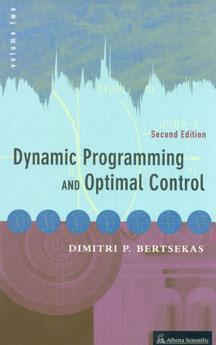 volume two
Second Edition
Dynamic Programming
AND Optimal Control
DIMITRI P. BERTSEKAS
Athena Scientific